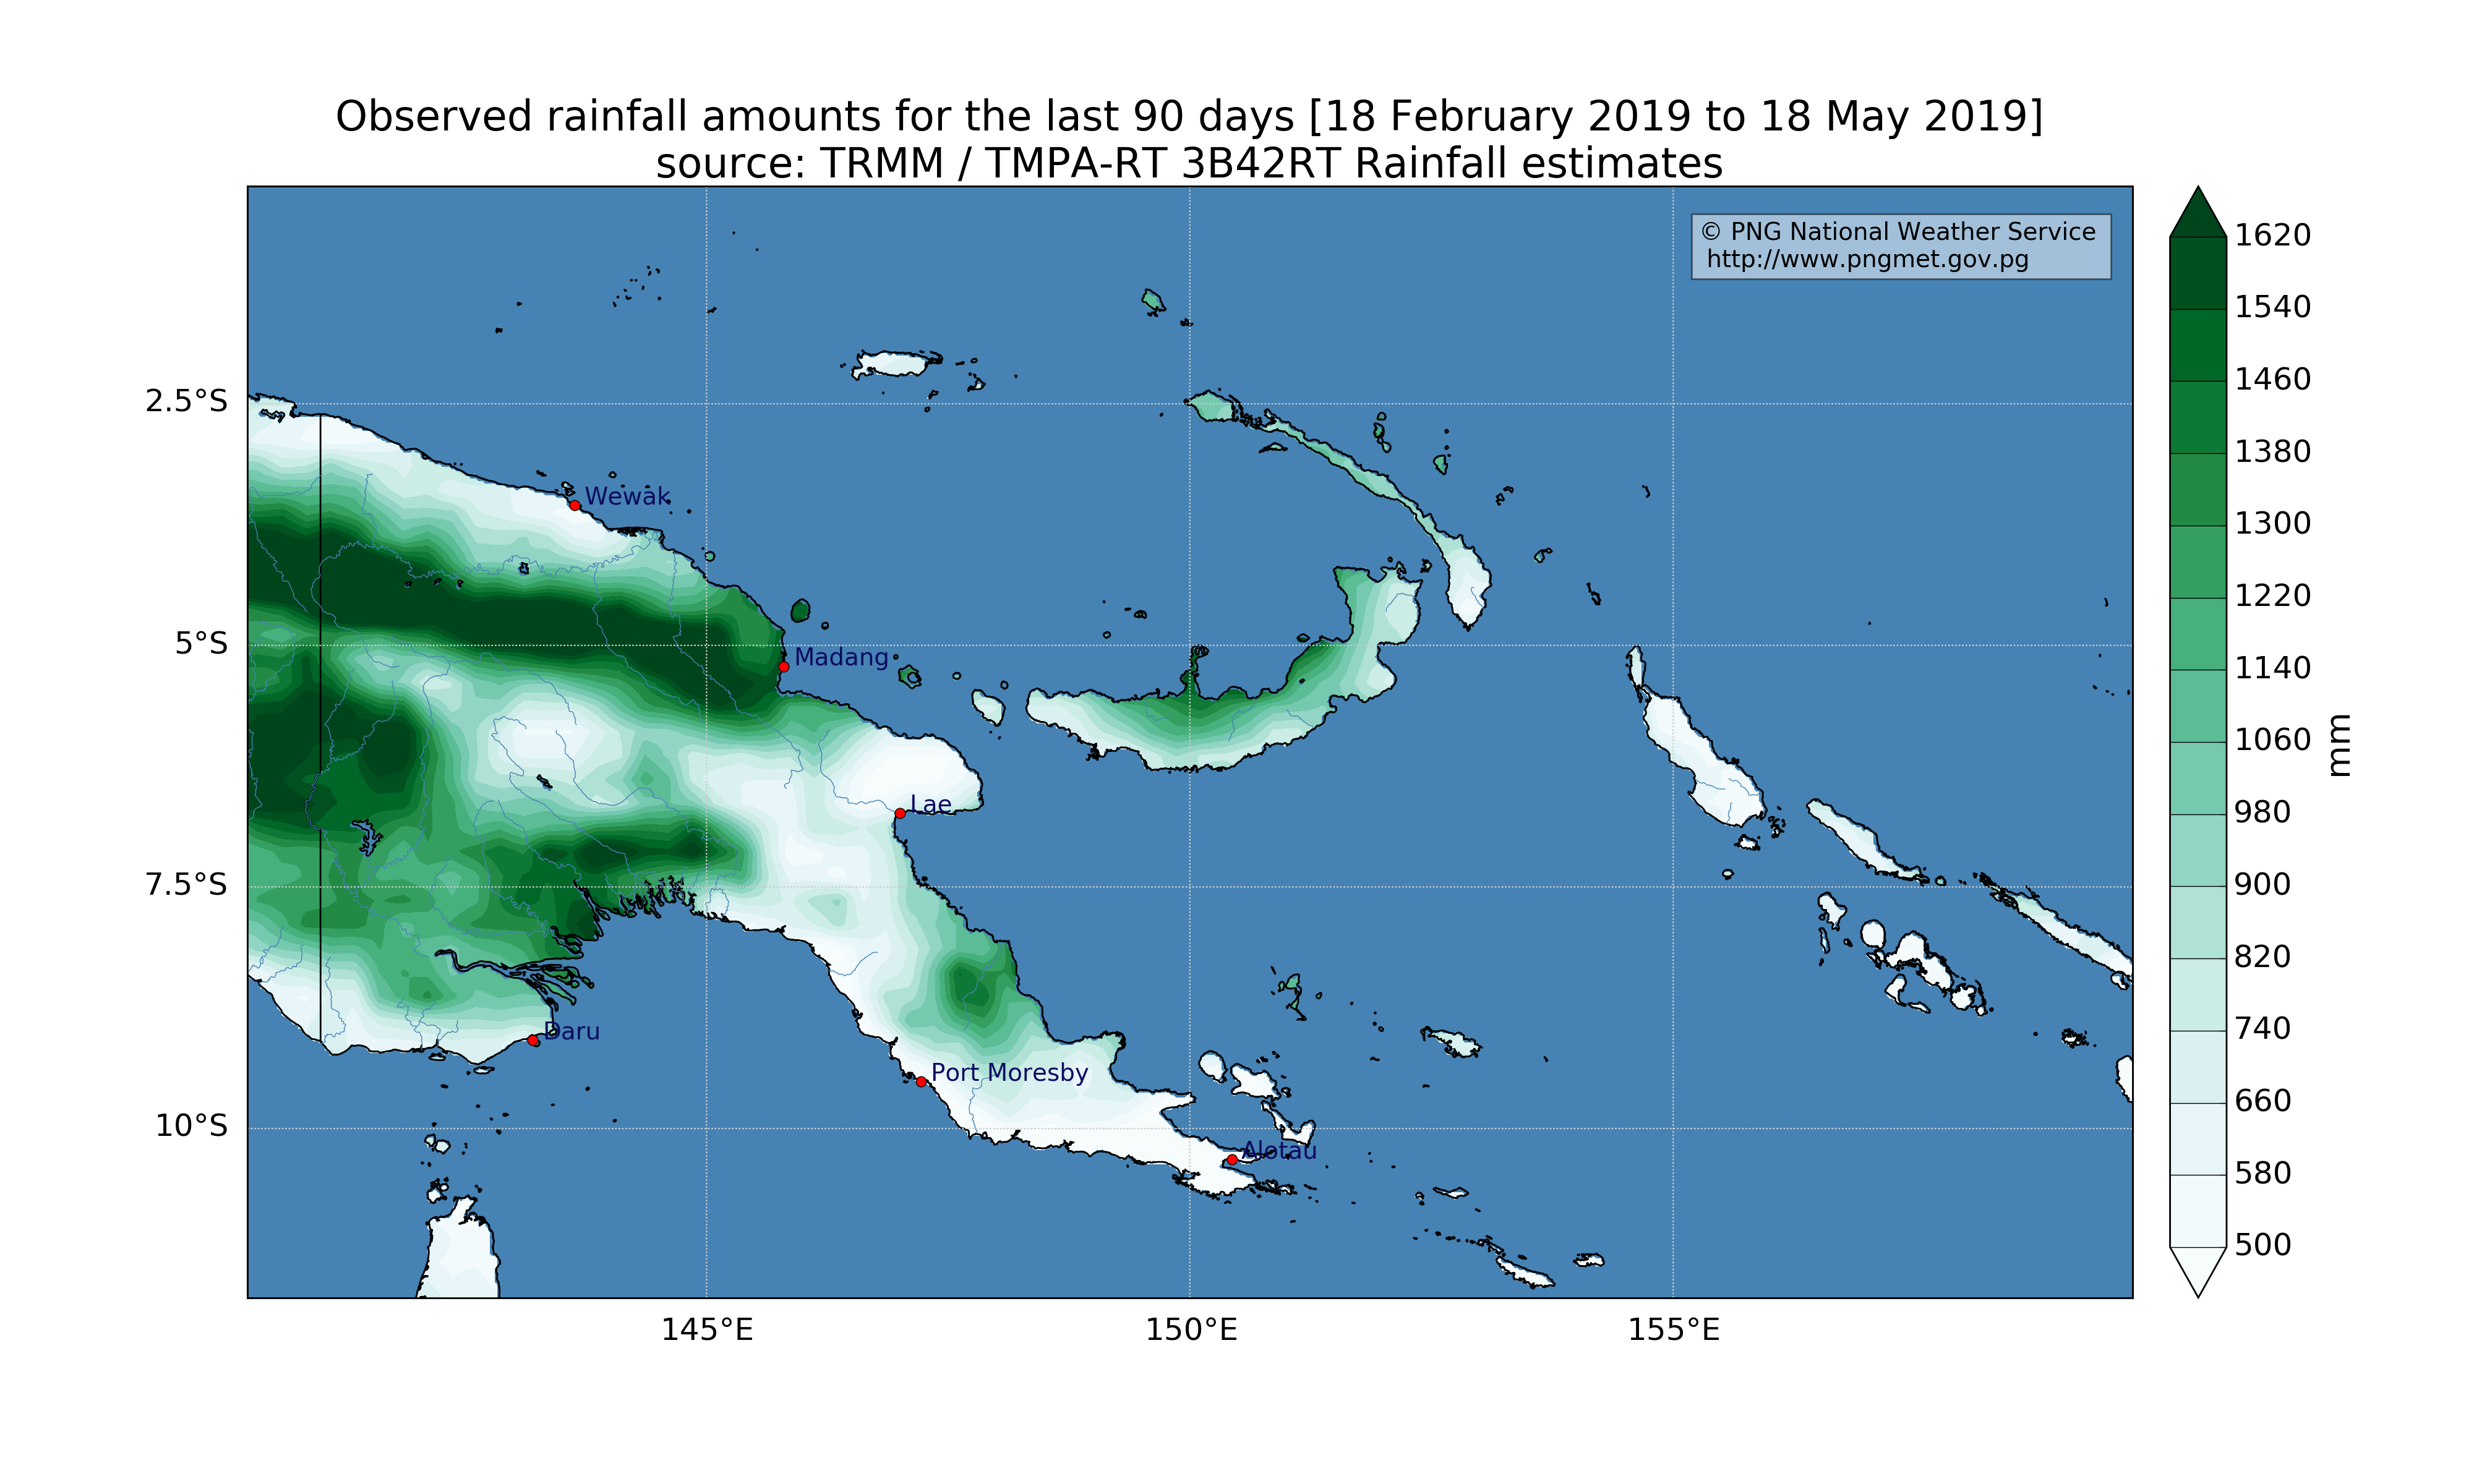 Observed rainfall amounts for the last 90 days [18 February 2019 to 18 May 2019]
source: TRMM / TMPA-RT 3B42RT Rainfall estimates
© PNG National Weather Service
http://www.pngmet.gov.pg
2.5°S
5°S
7.5°S
10°S
Wewak
Madang
Lae
Daru
Port Moresby
Alotau
145°E
150°E
155°E
1620
1540
1460
1380
1300
1220
1140
1060
980
900
820
740
660
580
500
mm